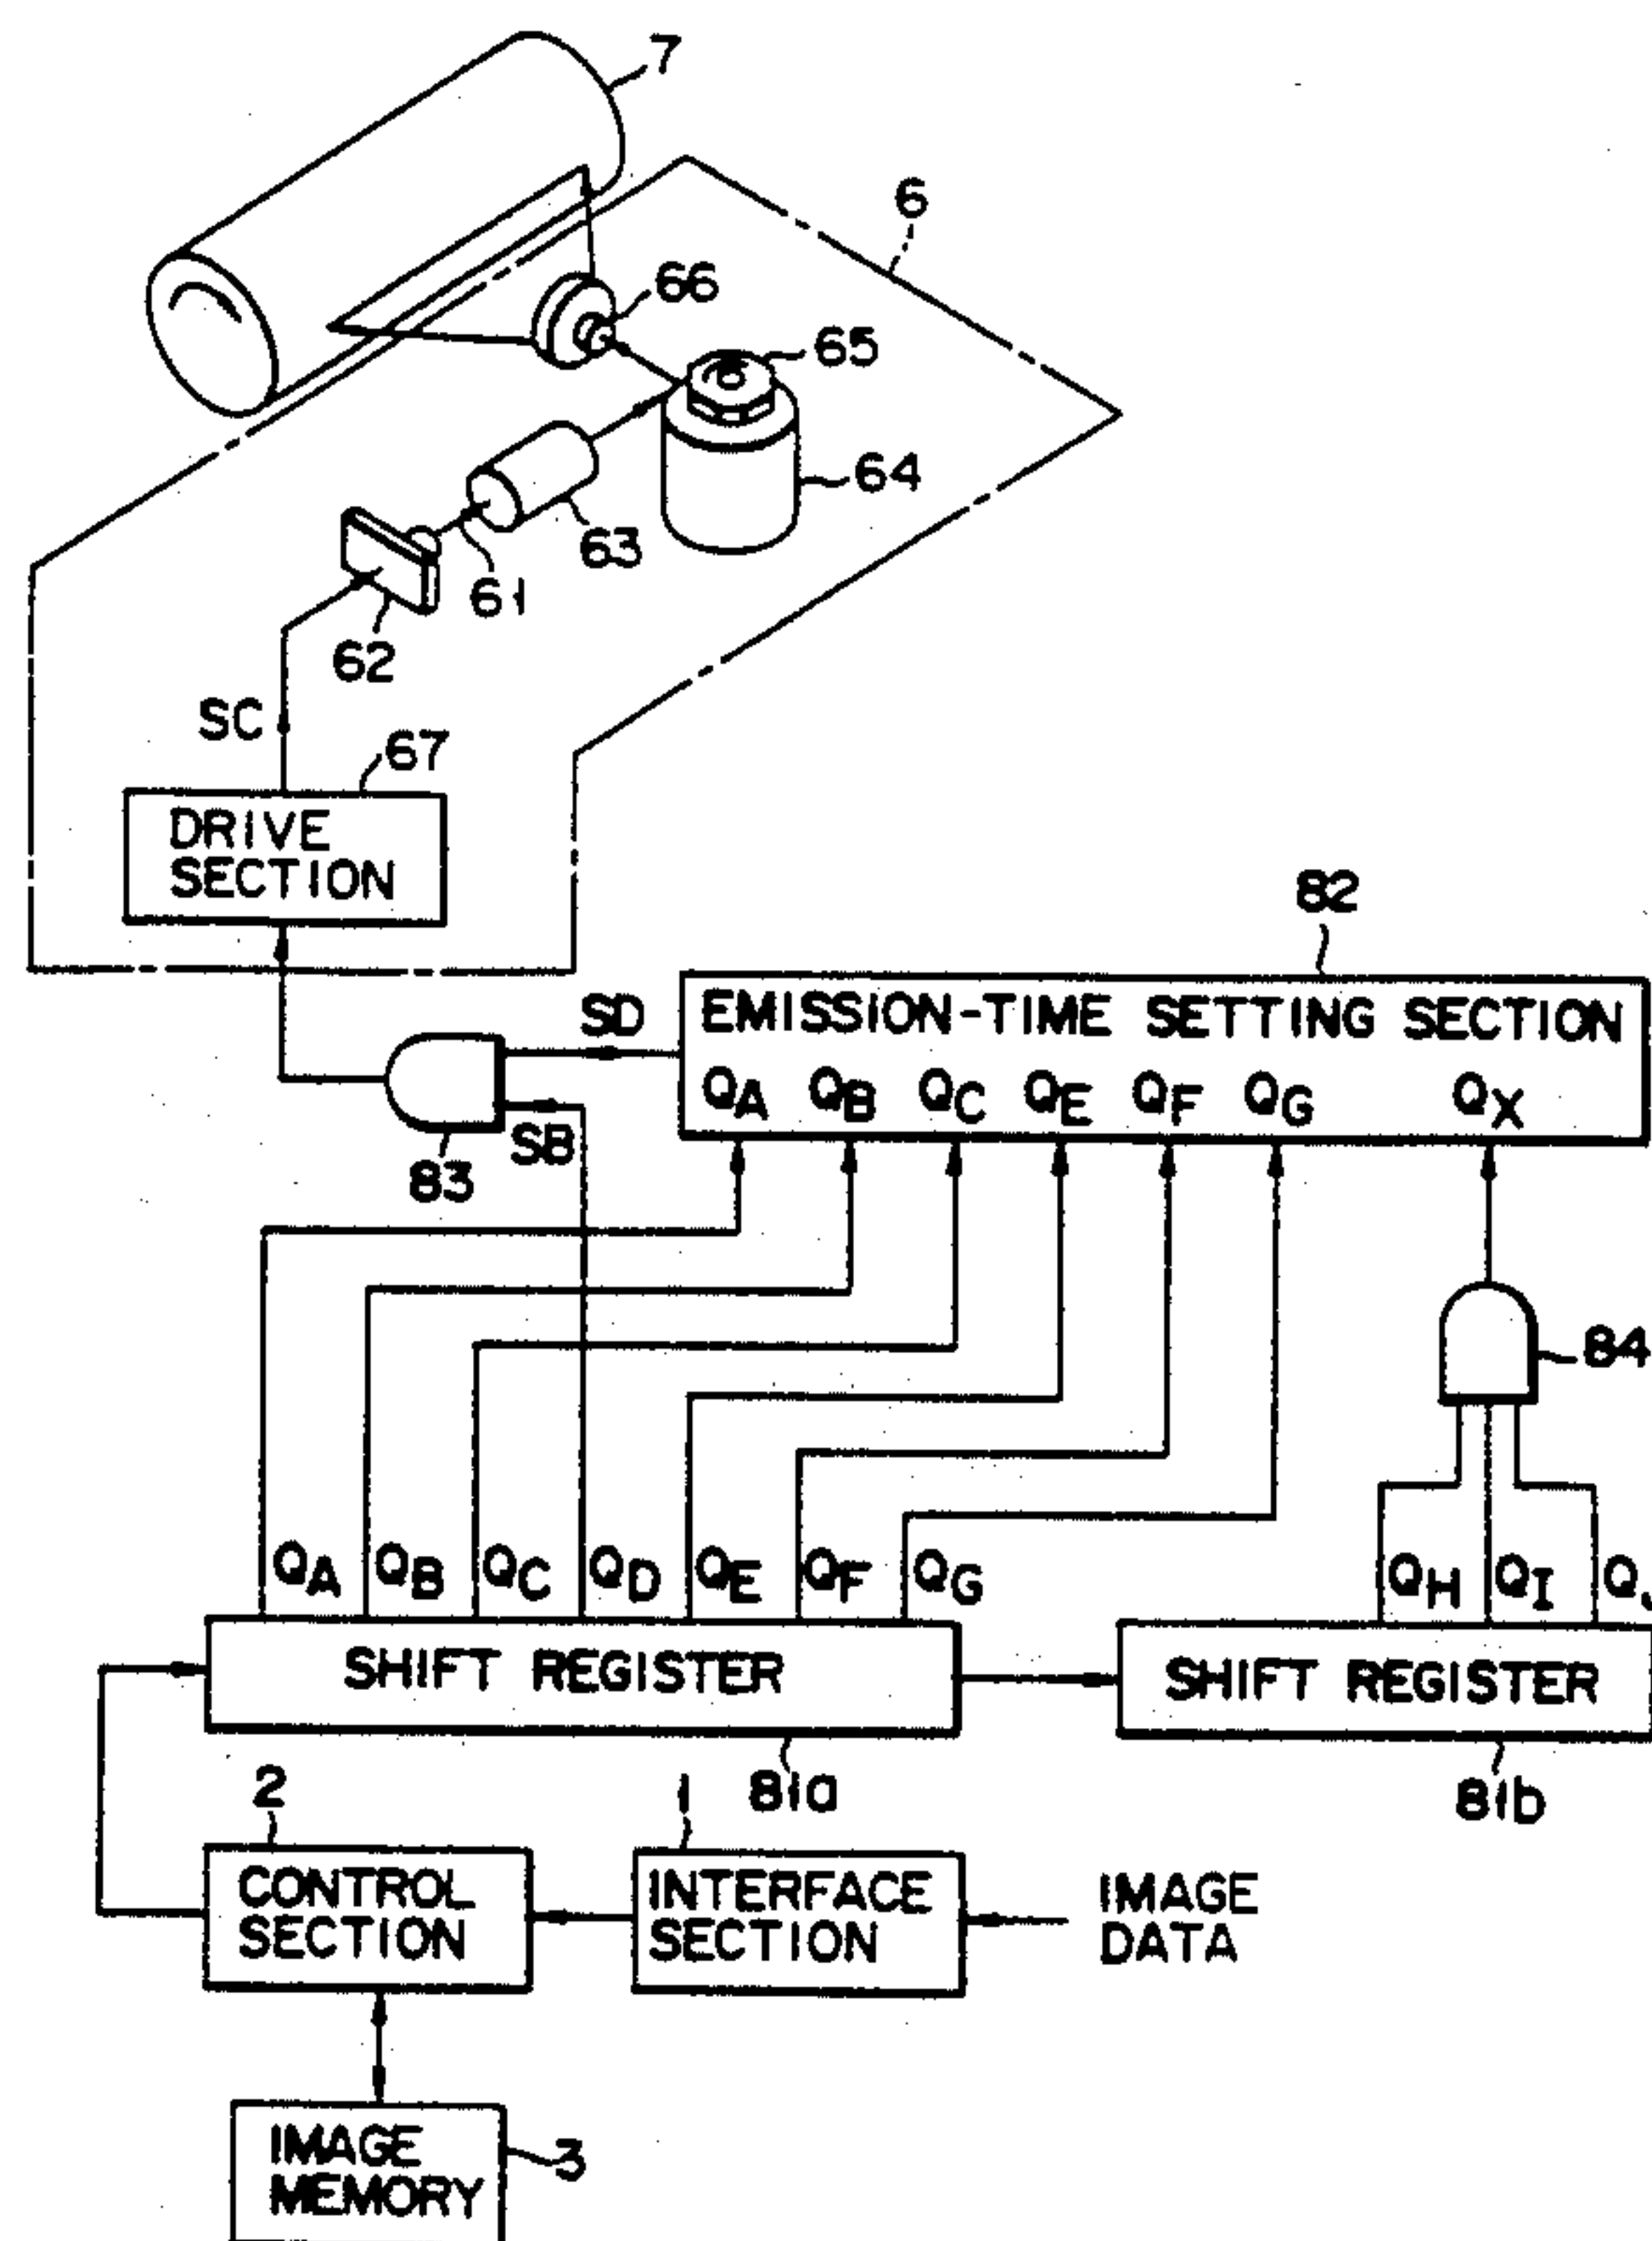 7
6
66
65
64
63
61
62
SC
67
DRIVE
SECTION
82
SD
EMISSION-TIME SETTING SECTION
QA QB QC QE QF QG QX
SB
83
84
QA QB QC QD QE QF QG
QH QI
SHIFT REGISTER
SHIFT REGISTER
81a
81b
2
1
CONTROL
SECTION
INTERFACE
SECTION
IMAGE
DATA
IMAGE
MEMORY
3